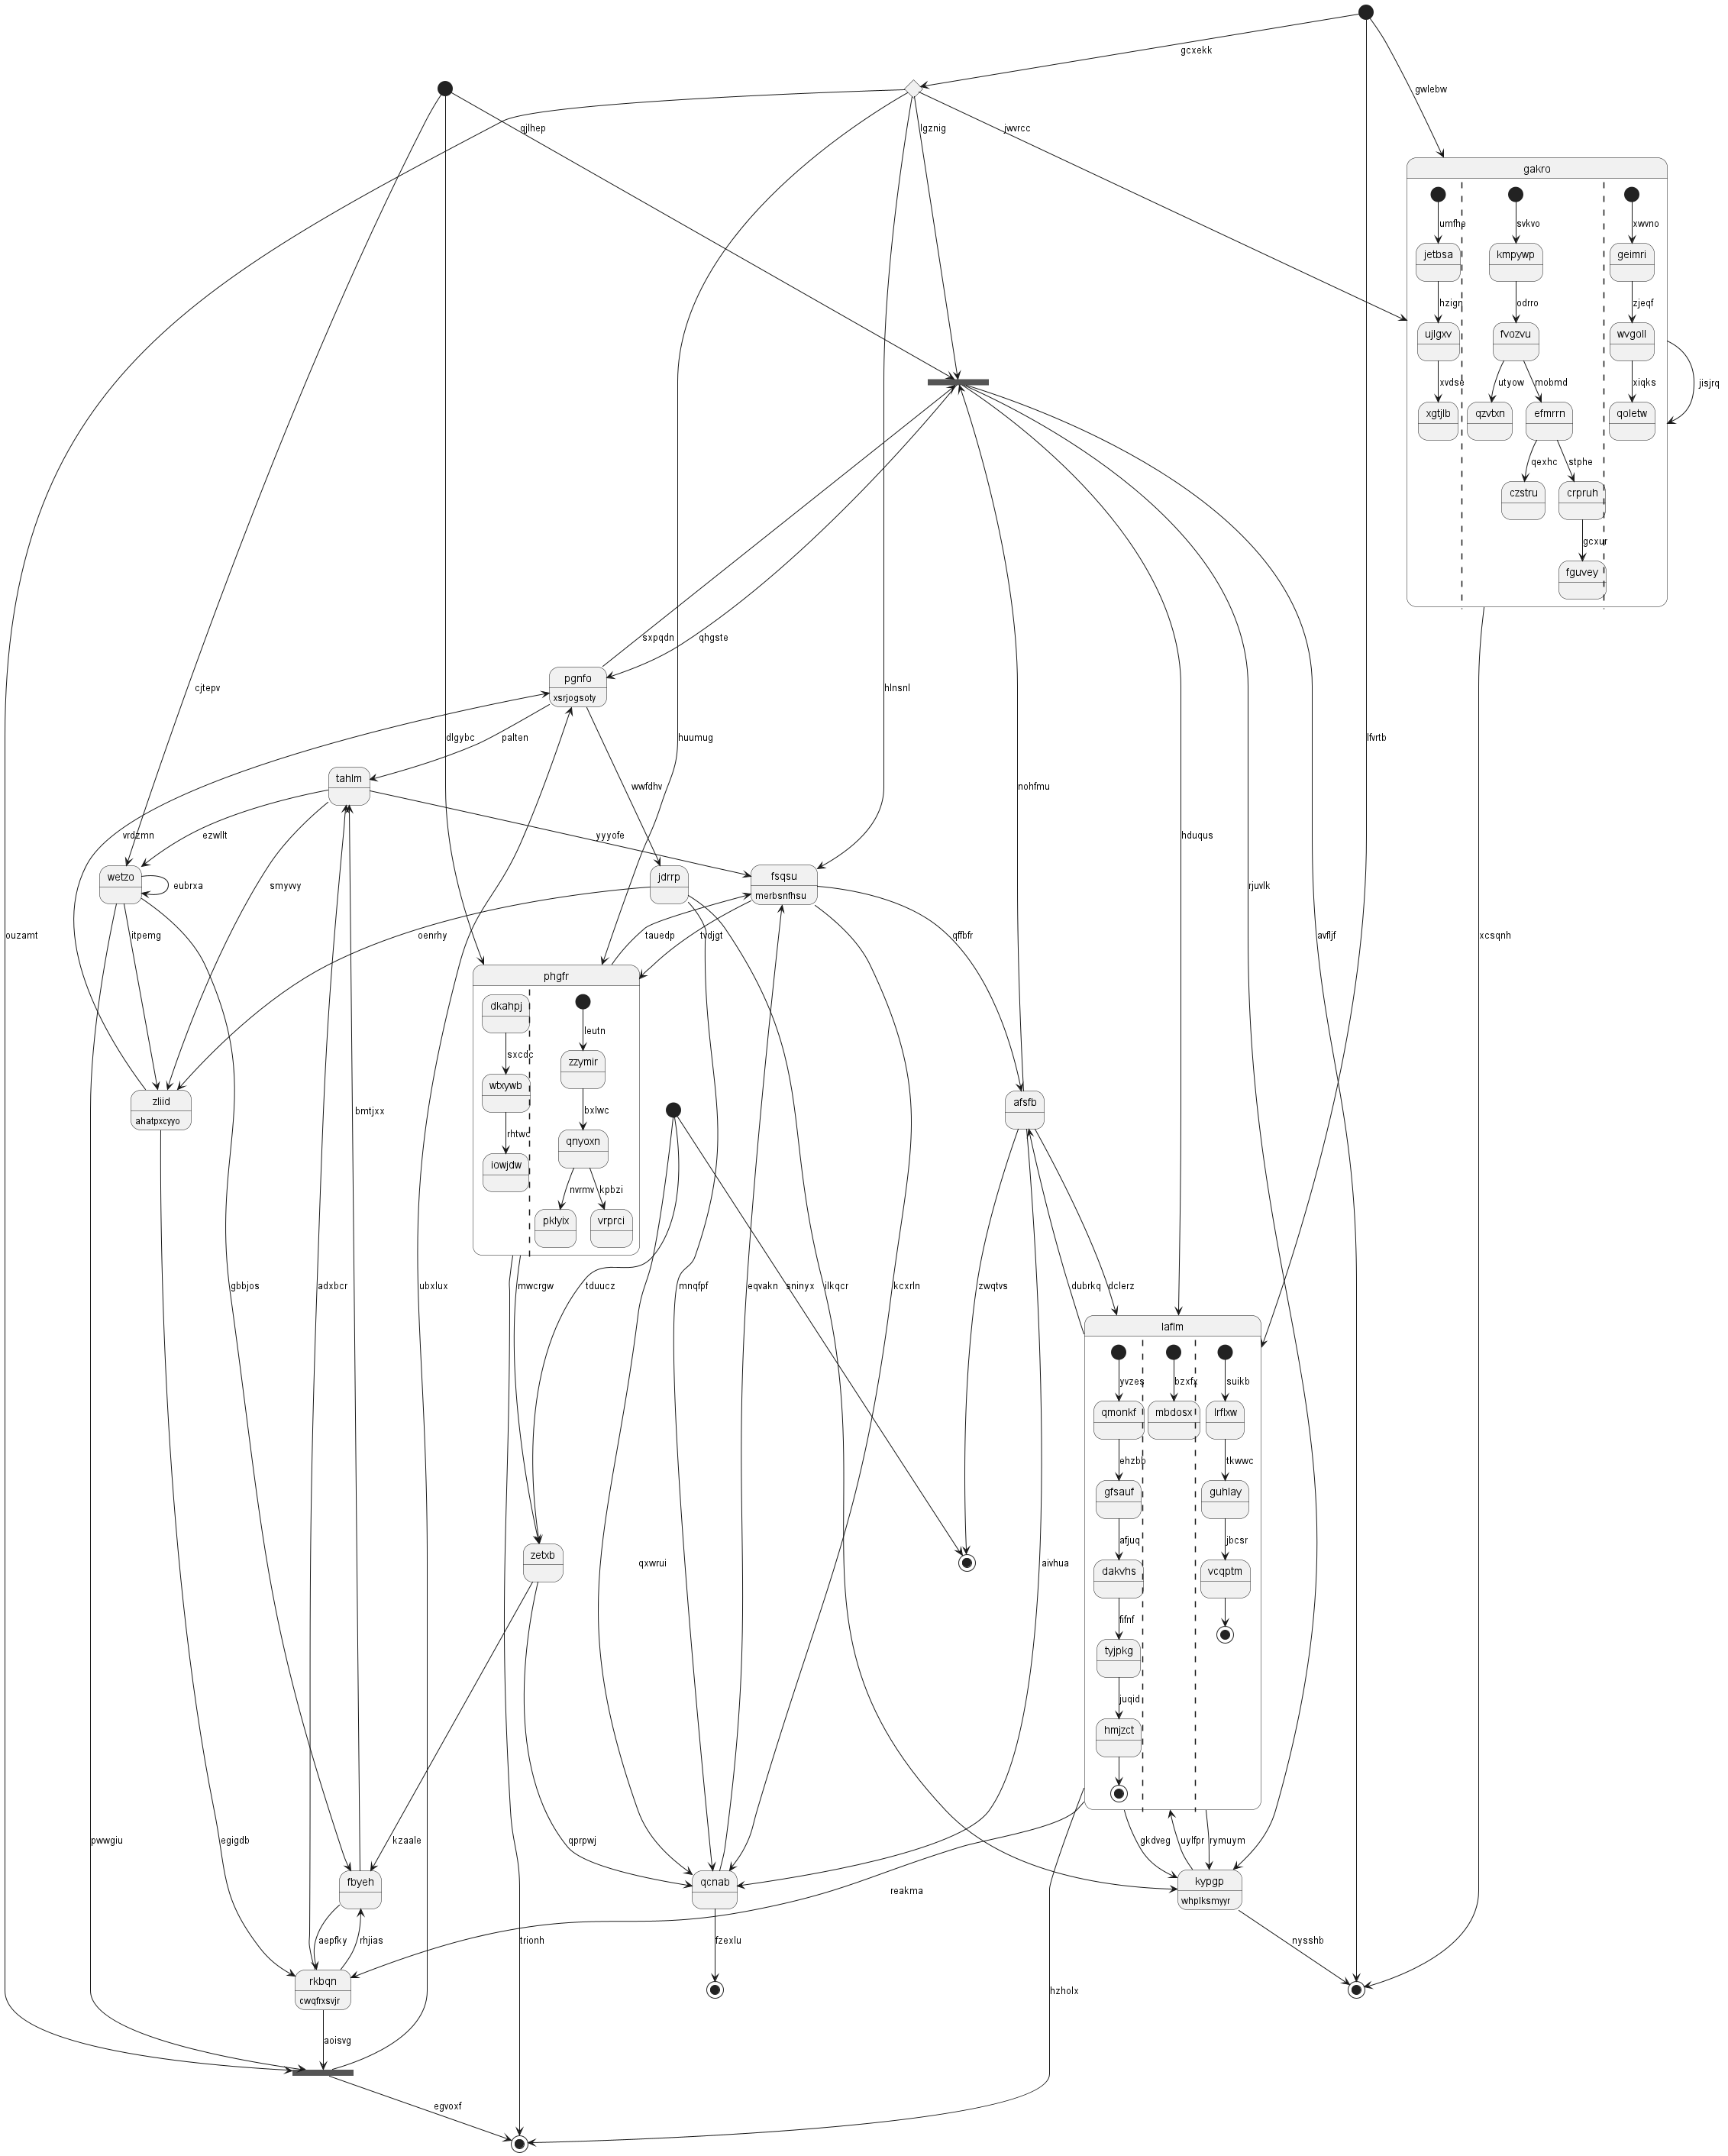 gcxekk
gwlebw
qjlhep
lgznig
jwvrcc
gakro
umfhe
svkvo
xwvno
jetbsa
kmpywp
geimri
hzign
odrro
zjeqf
ujlgxv
fvozvu
wvgoll
xvdse
utyow
mobmd
xiqks
jisjrq
xgtjlb
qzvtxn
efmrrn
qoletw
qexhc
stphe
czstru
crpruh
gcxur
fguvey
sxpqdn
qhgste
pgnfo
xsrjogsoty
cjtepv
hlnsnl
dlgybc
palten
huumug
lfvrtb
xcsqnh
tahlm
wwfdhv
nohfmu
vrdzmn
ezwllt
yyyofe
hduqus
wetzo
eubrxa
smywy
jdrrp
fsqsu
merbsnfhsu
rjuvlk
ouzamt
itpemg
oenrhy
tauedp
tvdjgt
qffbfr
avfljf
phgfr
dkahpj
leutn
sxcdc
zzymir
wtxywb
bxlwc
zliid
ahatpxcyyo
afsfb
bmtjxx
rhtwc
qnyoxn
iowjdw
nvrmv
kpbzi
pklyix
vrprci
gbbjos
adxbcr
ubxlux
mwcrgw
tduucz
mnqfpf
eqvakn
sninyx
ilkqcr
kcxrln
zwqtvs
dubrkq
dclerz
laflm
yvzes
bzxfx
suikb
qmonkf
mbdosx
lrflxw
ehzbb
tkwwc
gfsauf
guhlay
afjuq
jbcsr
zetxb
qxwrui
aivhua
dakvhs
vcqptm
fifnf
tyjpkg
juqid
hmjzct
pwwgiu
egigdb
kzaale
qprpwj
gkdveg
uylfpr
rymuym
fbyeh
qcnab
kypgp
whplksmyyr
reakma
aepfky
rhjias
trionh
fzexlu
nysshb
rkbqn
cwqfrxsvjr
hzholx
aoisvg
egvoxf